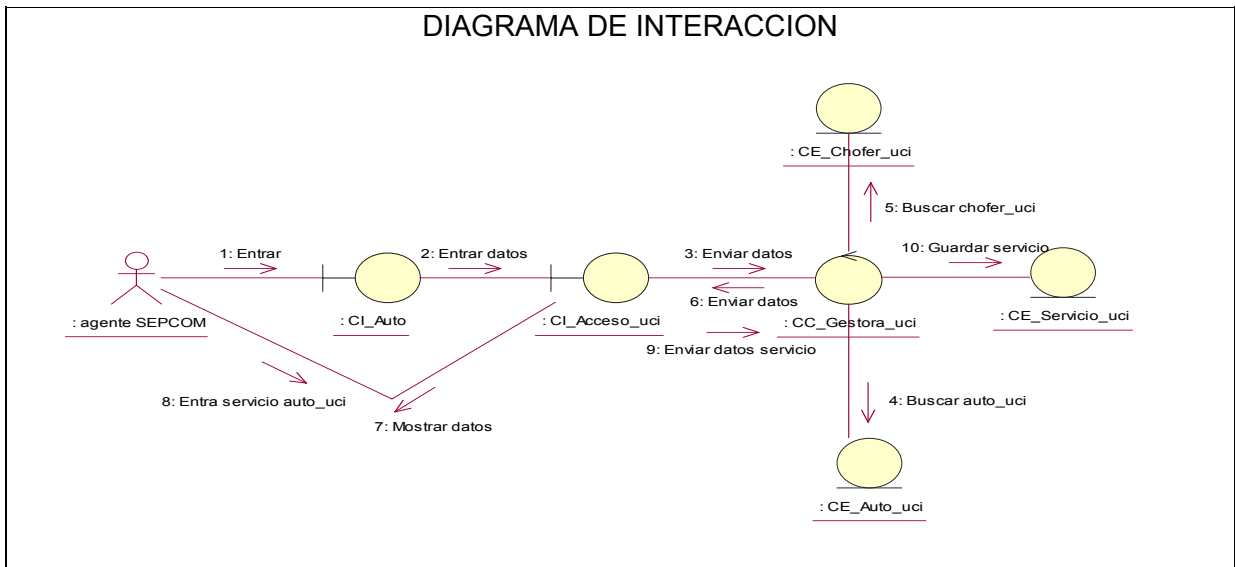 DIAGRAMA DE INTERACCION
: CE_Chofer_uci
5: Buscar chofer_uci
1: Entrar
2: Entrar datos
3: Enviar datos
10: Guardar servicio
6: Enviar datos
: agente SEPCOM
: CI_Auto
: CI_Acceso_uci
: CC_Gestora_uci
: CE_Servicio_uci
9: Enviar datos servicio
8: Entra servicio auto_uci
4: Buscar auto_uci
7: Mostrar datos
: CE_Auto_uci